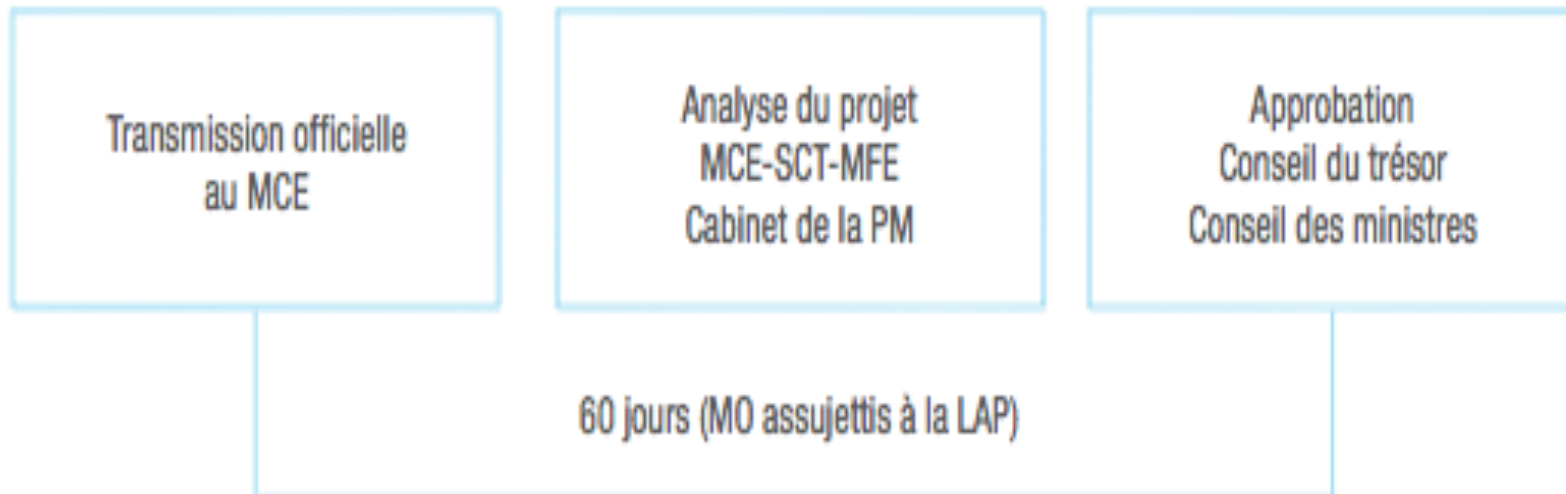 Transmission officielle
au MCE
Analyse du projet
MCE-SCT-MFE
Cabinet de la PM
Approbation
Conseil du trésor
Conseil des ministres
60 jours (MO assujettis à la LAP)